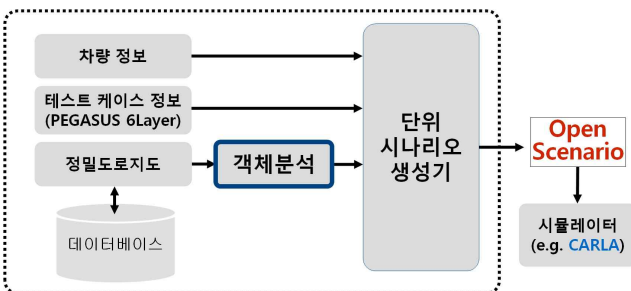 차량 정보
테스트 케이스 정보
(PEGASUS 6Layer)
정밀도로지도
객체분석
데이터베이스
단위
시나리오
생성기
Open
Scenario
시뮬레이터
(e.g. CARLA)